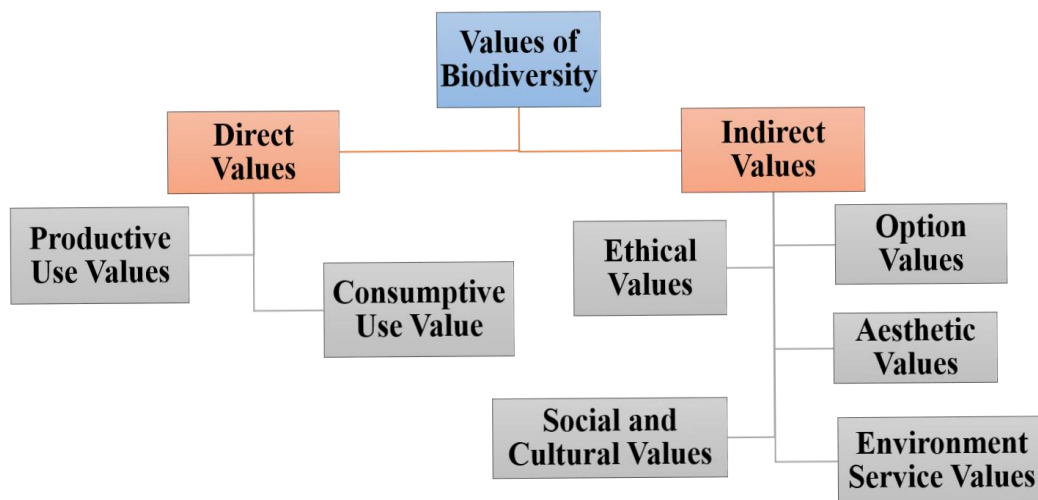 Values of
Biodiversity
Direct
Values
Indirect
Values
Productive
Use Values
Consumptive
Use Value
Ethical
Values
Option
Values
Aesthetic
Values
Social and
Cultural Values
Environment
Service Values